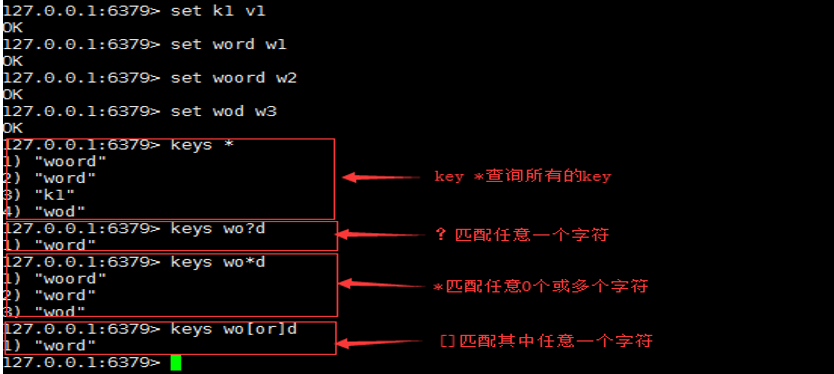 127.0.0.1:6379> set k1 v1
OK
127.0.0.1:6379> set word w1
OK
127.0.0.1:6379> set woord w2
OK
127.0.0.1:6379> set wod w3
OK
127.0.0.1:6379> keys *
1) "woord"
2) "word"
3) "k1"
4) "wod"
key *查询所有的key
127.0.0.1:6379> keys wo?d
1) "word"
? 匹配任意一个字符
127.0.0.1:6379> keys wo*d
1) "woord"
2) "word"
3) "wod"
*匹配任意0个或多个字符
127.0.0.1:6379> keys wo[or]d
1) "word"
[]匹配其中任意一个字符
127.0.0.1:6379>